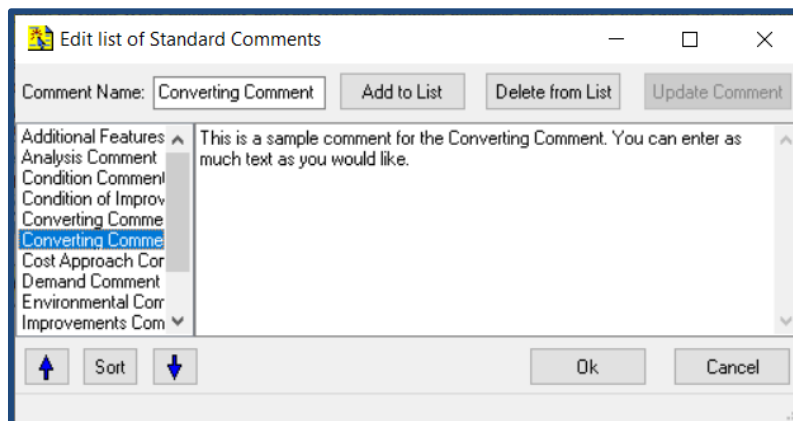 Edit list of Standard Comments
Comment Name: Converting Comment Add to List Delete from List Update Comment
Additional Features
Analysis Comment
Condition Comment
Condition of Improv
Converting Comme
Converting Comme
Cost Approach Cor
Demand Comment
Environmental Com
Improvements Com
This is a sample comment for the Converting Comment. You can enter as
much text as you would like.
Sort Ok Cancel